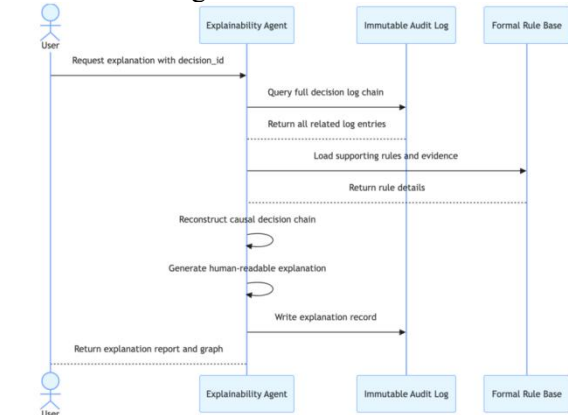 Explainability Agent
Immutable Audit Log
Formal Rule Base
User
Request explanation with decision_id
Query full decision log chain
Return all related log entries
Load supporting rules and evidence
Return rule details
Reconstruct causal decision chain
Generate human-readable explanation
Write explanation record
Return explanation report and graph
Explainability Agent
Immutable Audit Log
Formal Rule Base
User